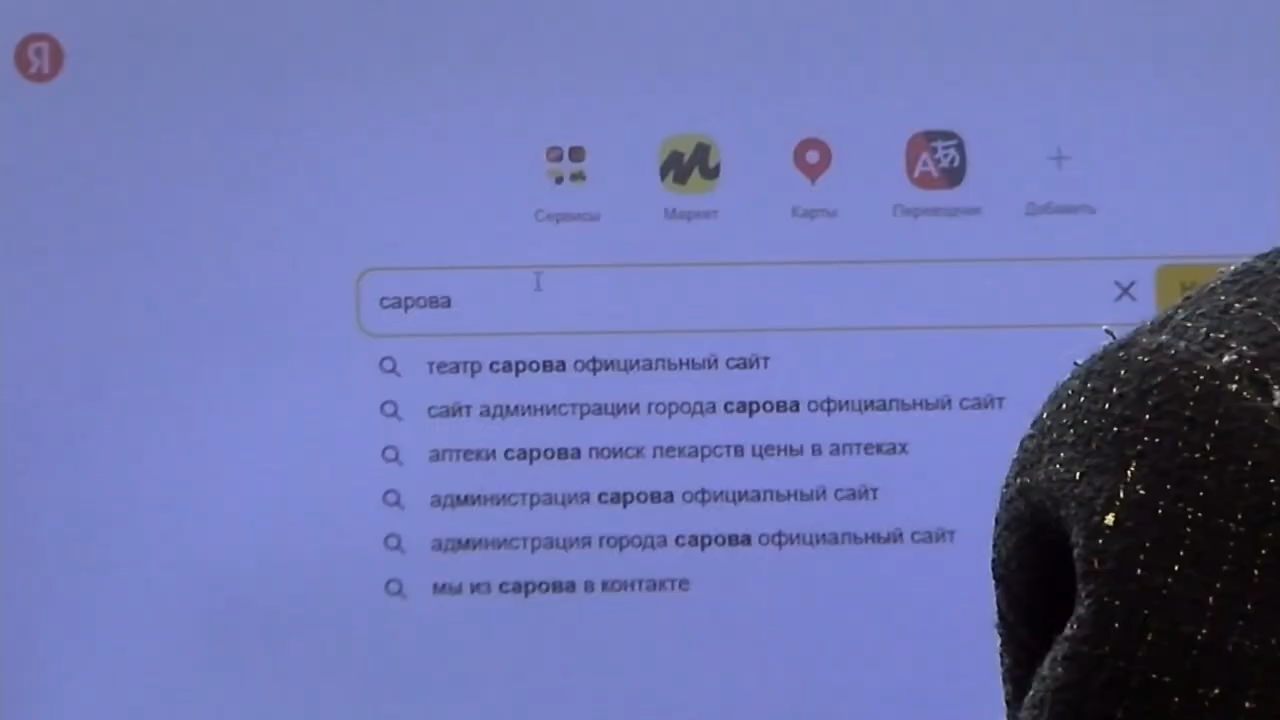 Я
Сервисы
Маркет
Карты
Переводчик
Добавить
сарова
театр сарова официальный сайт
сайт администрации города сарова официальный сайт
аптеки сарова поиск лекарств цены в аптеках
администрация сарова официальный сайт
администрация города сарова официальный сайт
мы из сарова в контакте